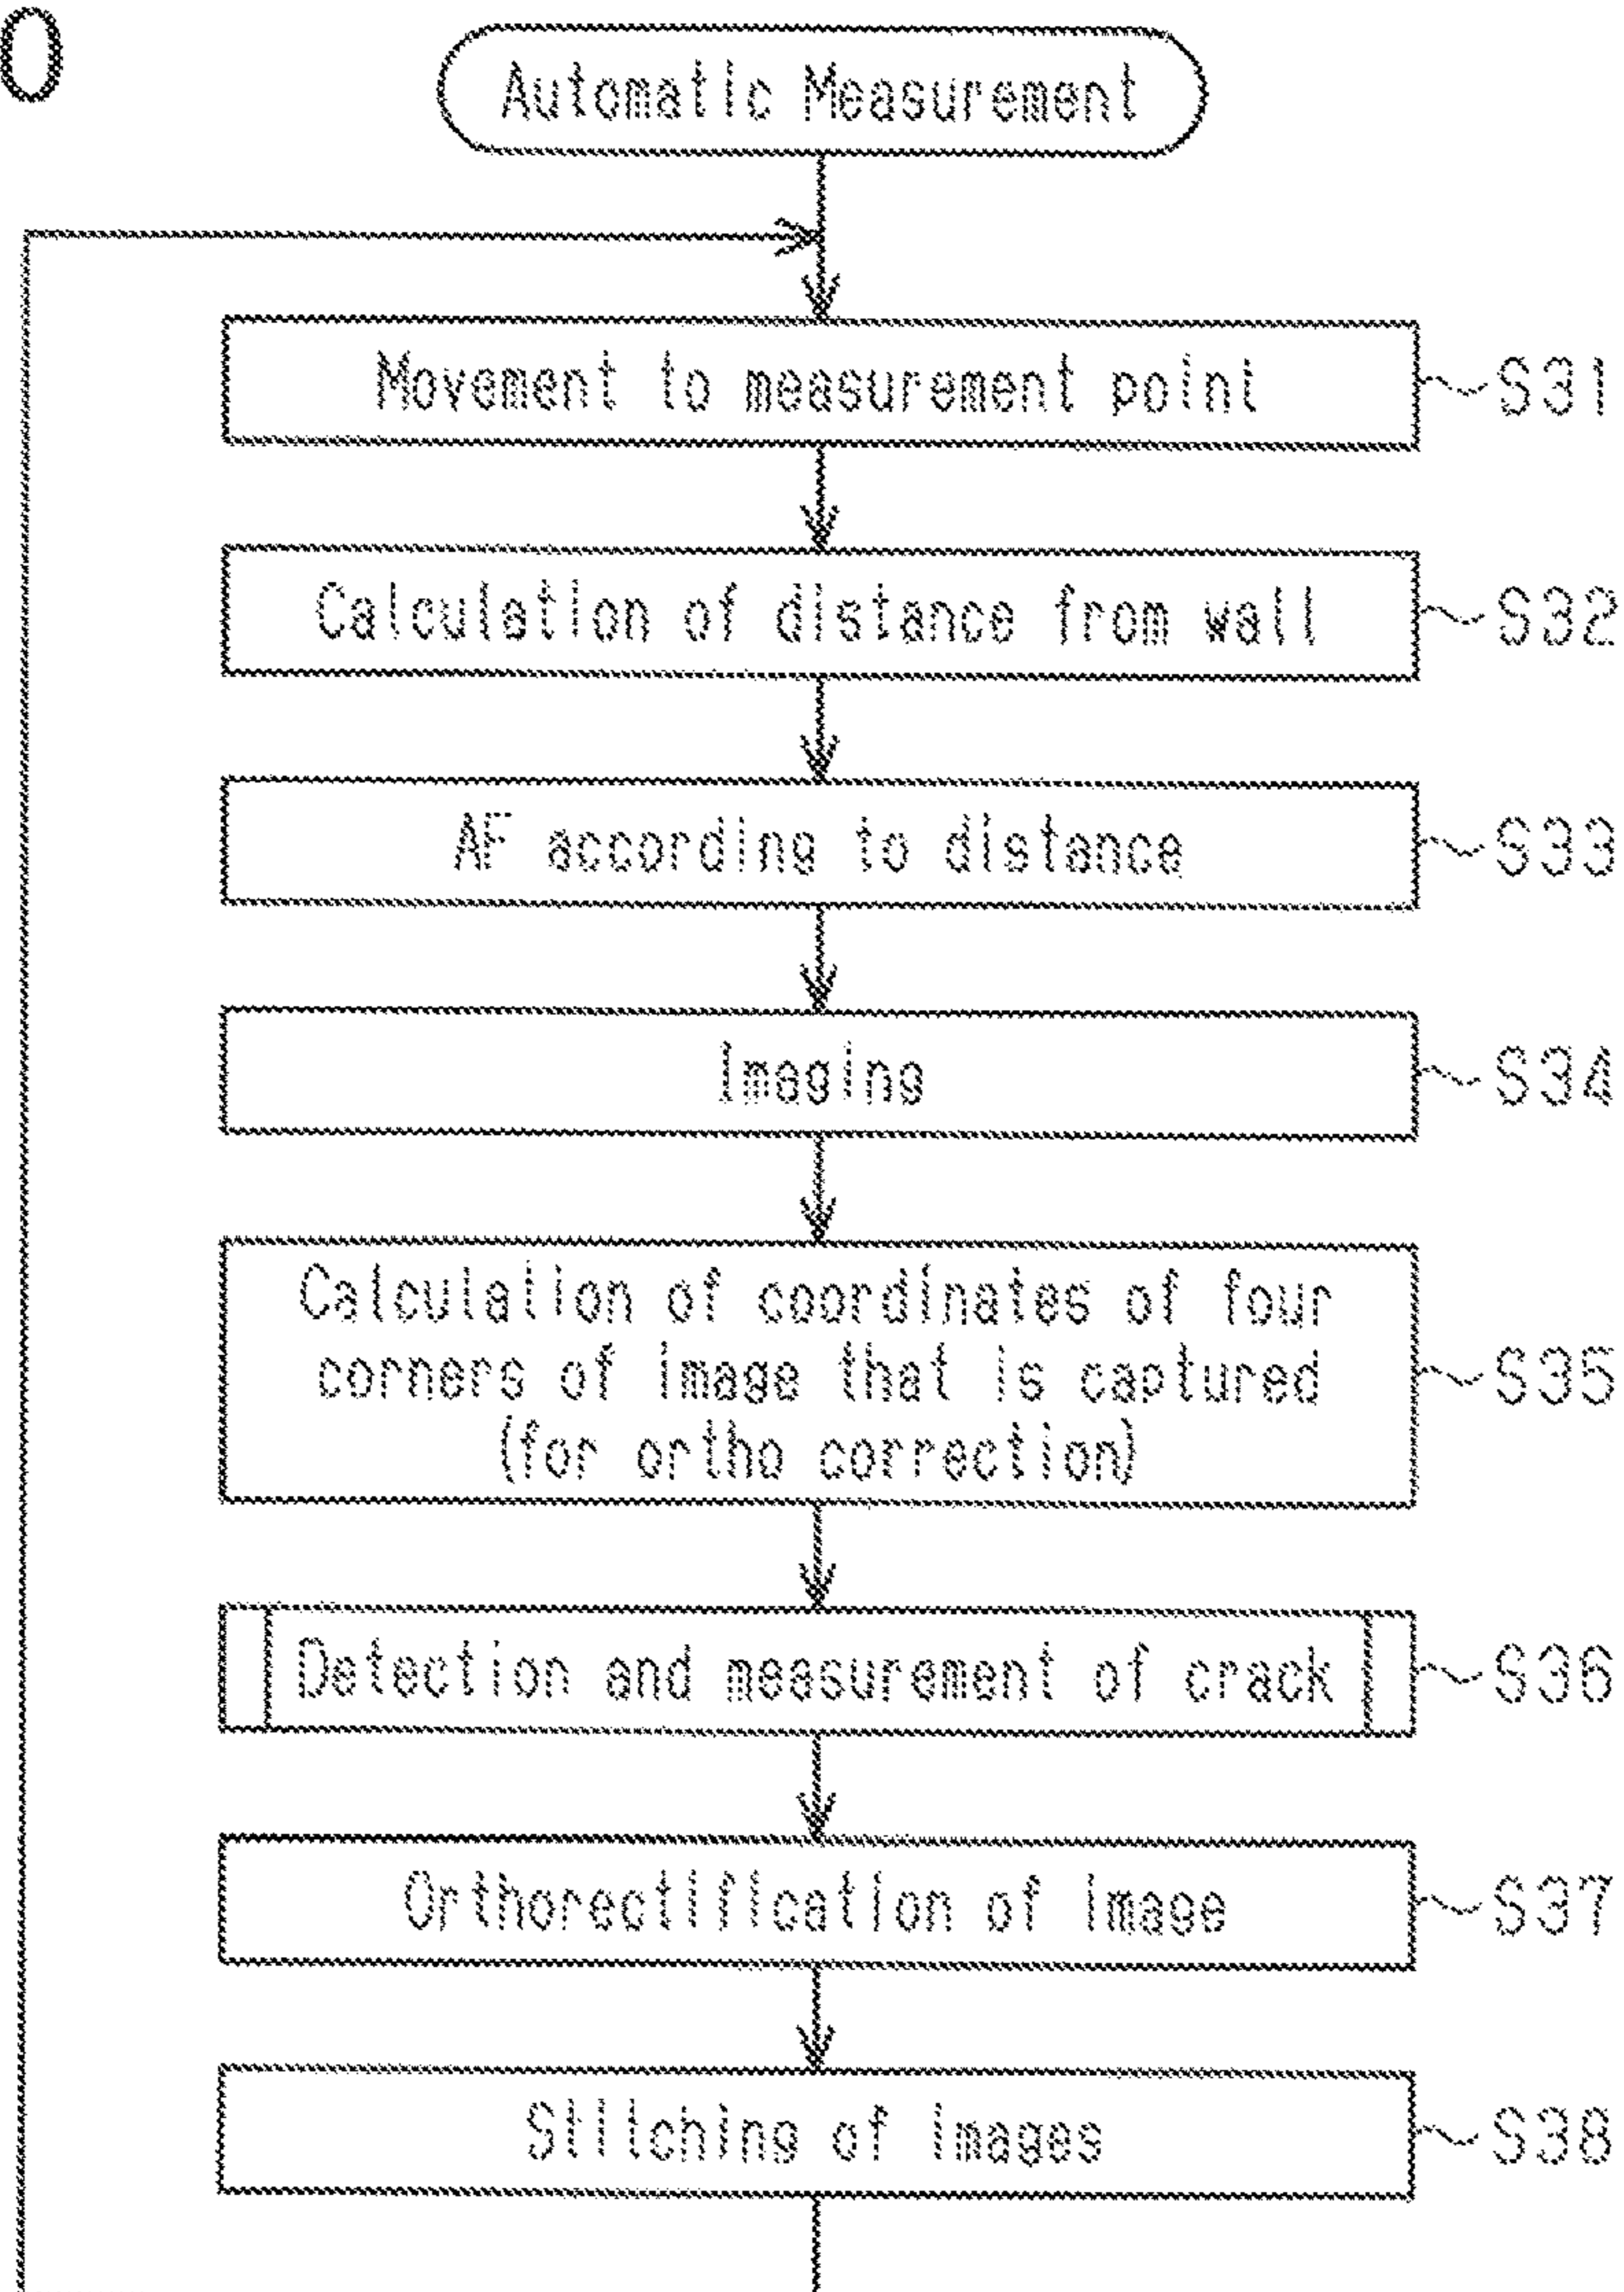 0
Automatic Measurement
Movement to measurement point
S31
Calculation of distance from wall
S32
AF according to distance
S33
Imaging
S34
Calculation of coordinates of four
corners of image that is captured
(for ortho correction)
S35
Detection and measurement of crack
S36
Orthorectification of image
S37
Stitching of images
S38